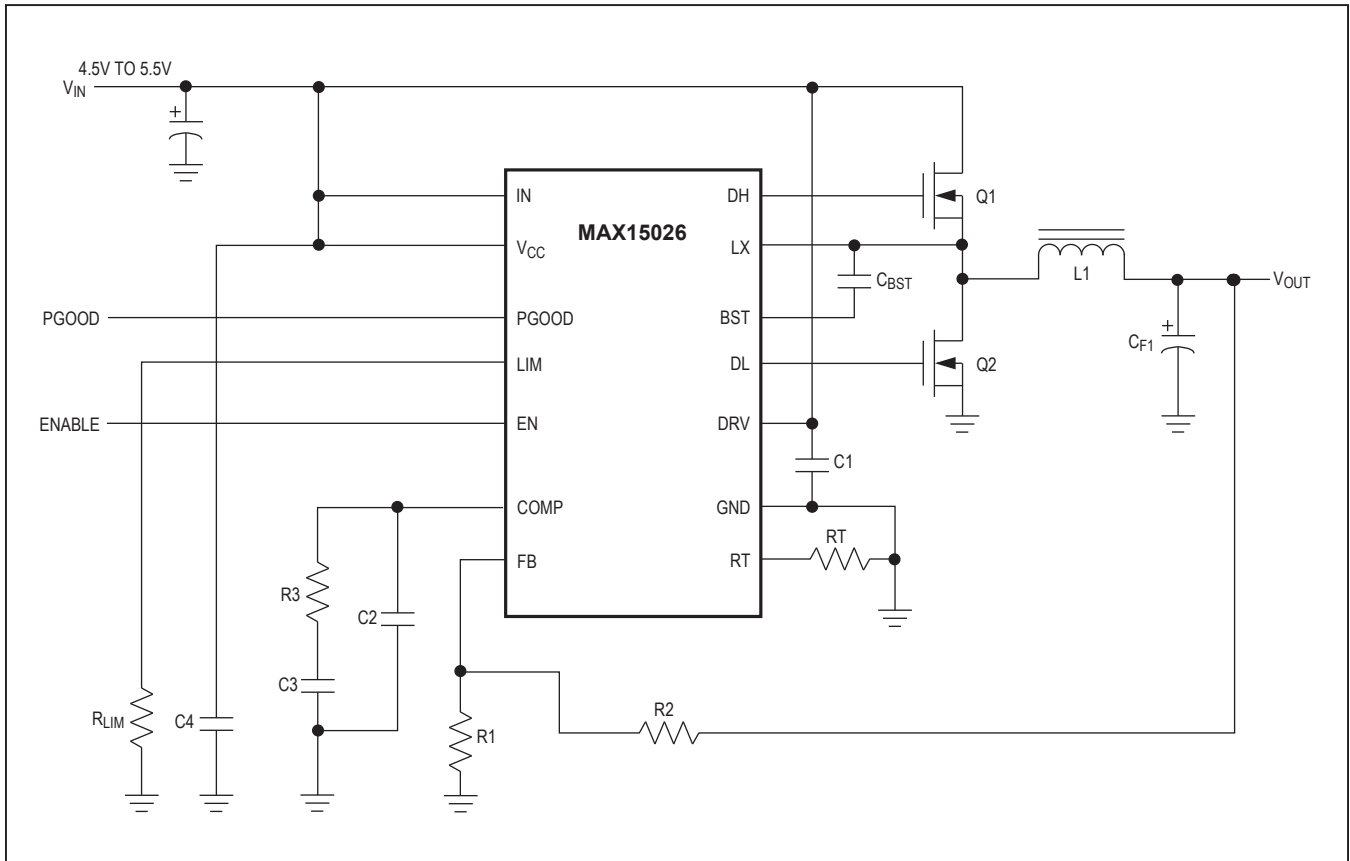 4.5V TO 5.5V
VIN
IN
DH
Q1
MAX15026
VCC
LX
CBST
L1
VOUT
PGOOD
PGOOD
BST
CF1
LIM
DL
Q2
ENABLE
EN
DRV
C1
COMP
GND
RT
FB
RT
R3
C2
C3
R2
RLIM
C4
R1